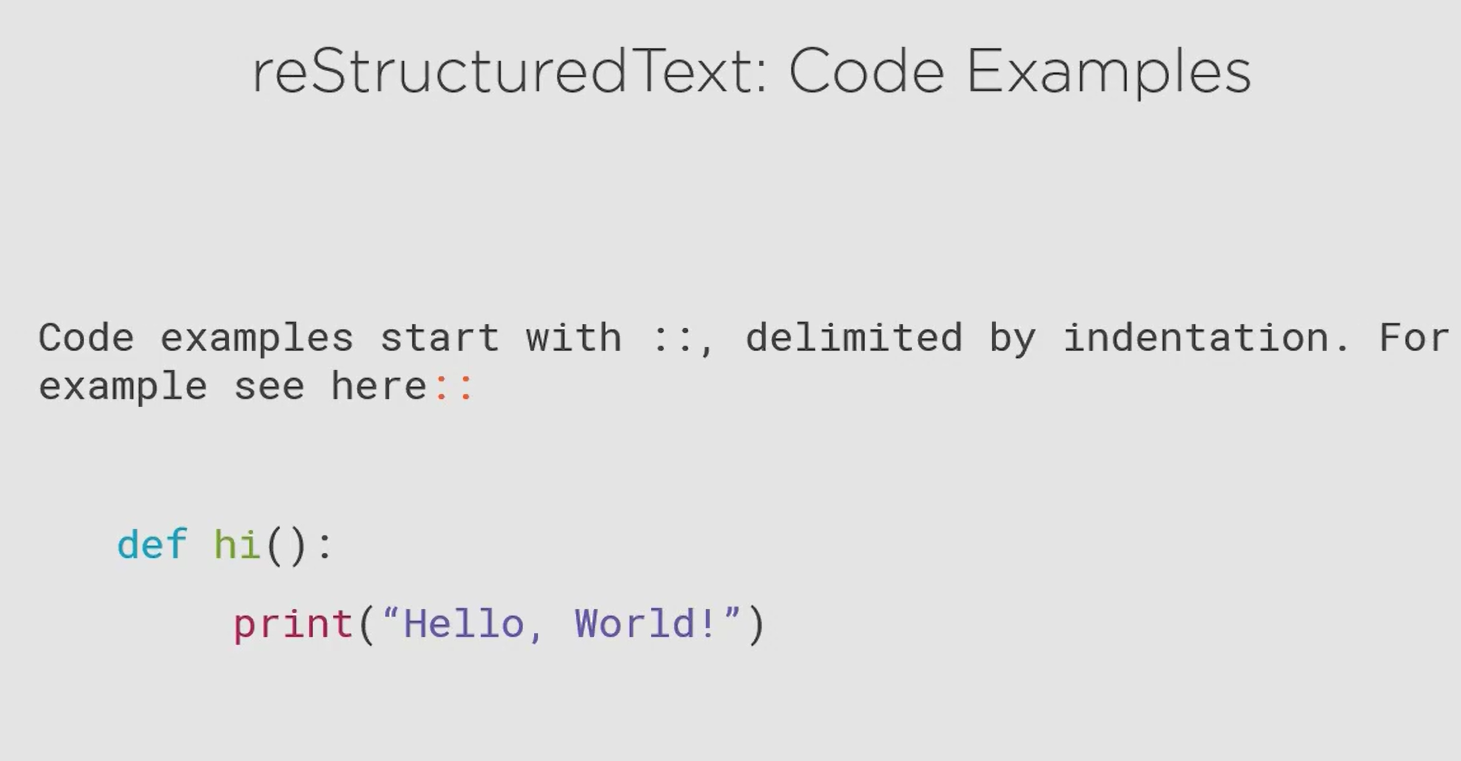 reStructuredText: Code Examples
Code examples start with ::, delimited by indentation. For
example see here::
def hi():
print(“Hello, World!”)